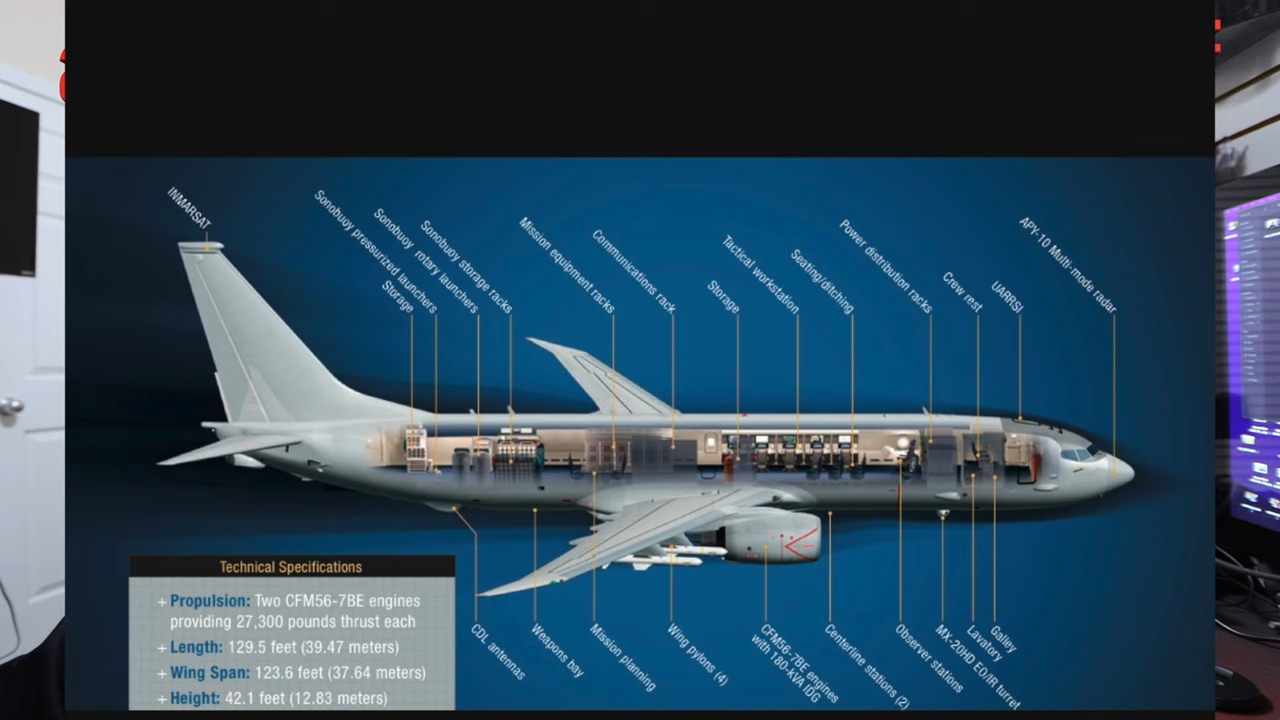 INMARSAT
Storage
Sonobuoy pressurized launchers
Sonobuoy rotary launchers
Sonobuoy storage racks
Mission equipment racks
Communications rack
Storage
Tactical workstation
Seating/ditching
Power distribution racks
Crew rest
UARRSI
APY-10 Multi-mode radar
CDL antennas
Weapons bay
Mission planning
Wing pylons (4)
CFM56-7BE engines
with 180-kVA IDG
Centerline stations (2)
Observer stations
MX-20HD EO/IR turret
Lavatory
Galley
Technical Specifications
+ Propulsion: Two CFM56-7BE engines
providing 27,300 pounds thrust each
+ Length: 129.5 feet (39.47 meters)
+ Wing Span: 123.6 feet (37.64 meters)
+ Height: 42.1 feet (12.83 meters)